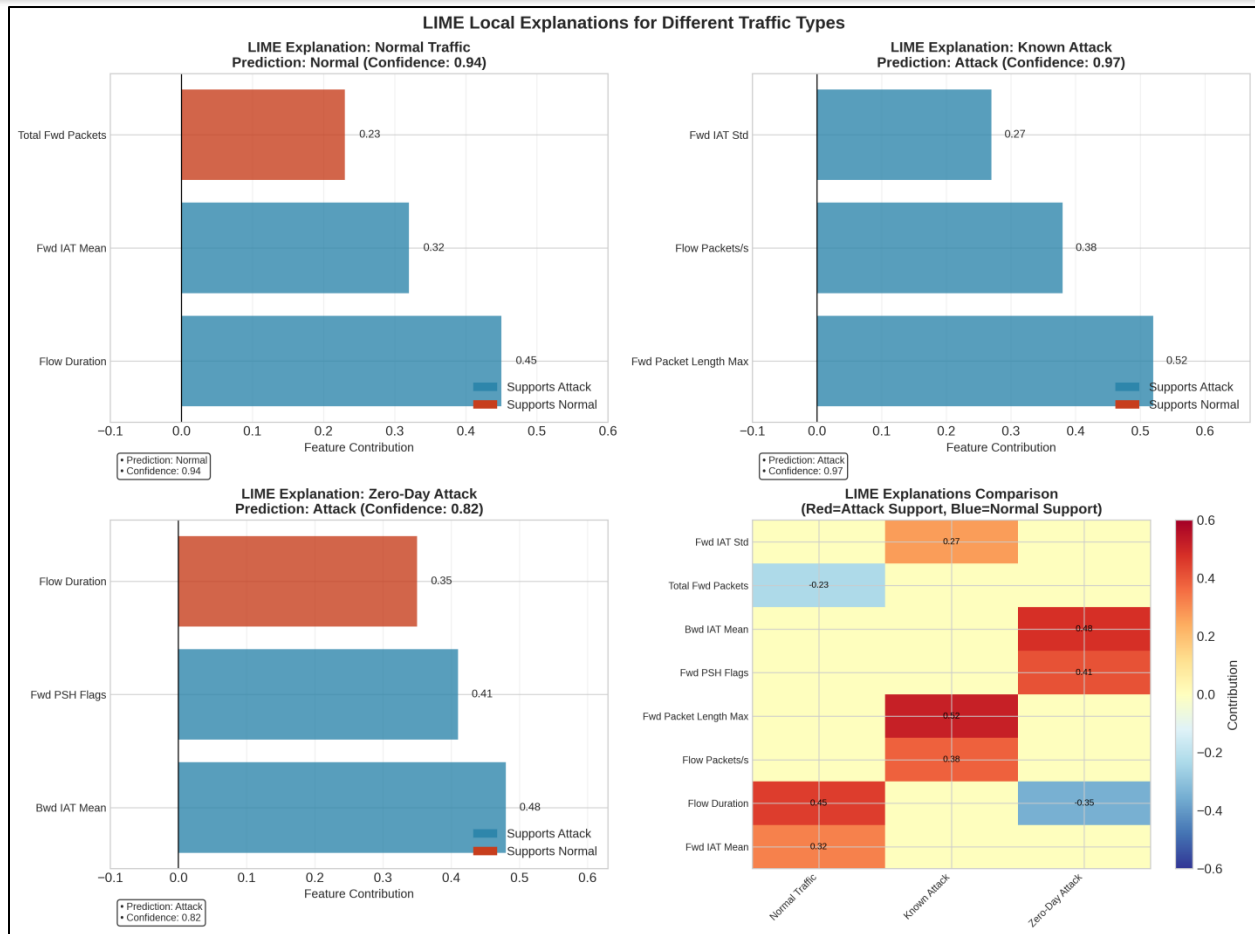 LIME Local Explanations for Different Traffic Types
LIME Explanation: Normal Traffic
Prediction: Normal (Confidence: 0.94)
Total Fwd Packets
0.23
Fwd IAT Mean
0.32
Flow Duration
0.45
Supports Attack
Supports Normal
−0.1 0.0 0.1 0.2 0.3 0.4 0.5 0.6
Feature Contribution
• Prediction: Normal
• Confidence: 0.94
LIME Explanation: Known Attack
Prediction: Attack (Confidence: 0.97)
Fwd IAT Std
0.27
Flow Packets/s
0.38
Fwd Packet Length Max
0.52
Supports Attack
Supports Normal
−0.1 0.0 0.1 0.2 0.3 0.4 0.5 0.6
Feature Contribution
• Prediction: Attack
• Confidence: 0.97
LIME Explanation: Zero-Day Attack
Prediction: Attack (Confidence: 0.82)
Flow Duration
0.35
Fwd PSH Flags
0.41
Bwd IAT Mean
0.48
Supports Attack
Supports Normal
−0.1 0.0 0.1 0.2 0.3 0.4 0.5 0.6
Feature Contribution
• Prediction: Attack
• Confidence: 0.82
LIME Explanations Comparison
(Red=Attack Support, Blue=Normal Support)
Fwd IAT Std
0.27
Total Fwd Packets
-0.23
Bwd IAT Mean
0.48
Fwd PSH Flags
0.41
Fwd Packet Length Max
0.52
Flow Packets/s
0.38
Flow Duration
0.45
-0.35
Fwd IAT Mean
0.32
Normal Traffic
Known Attack
Zero-Day Attack
0.6
0.4
0.2
0.0
−0.2
−0.4
−0.6
Contribution